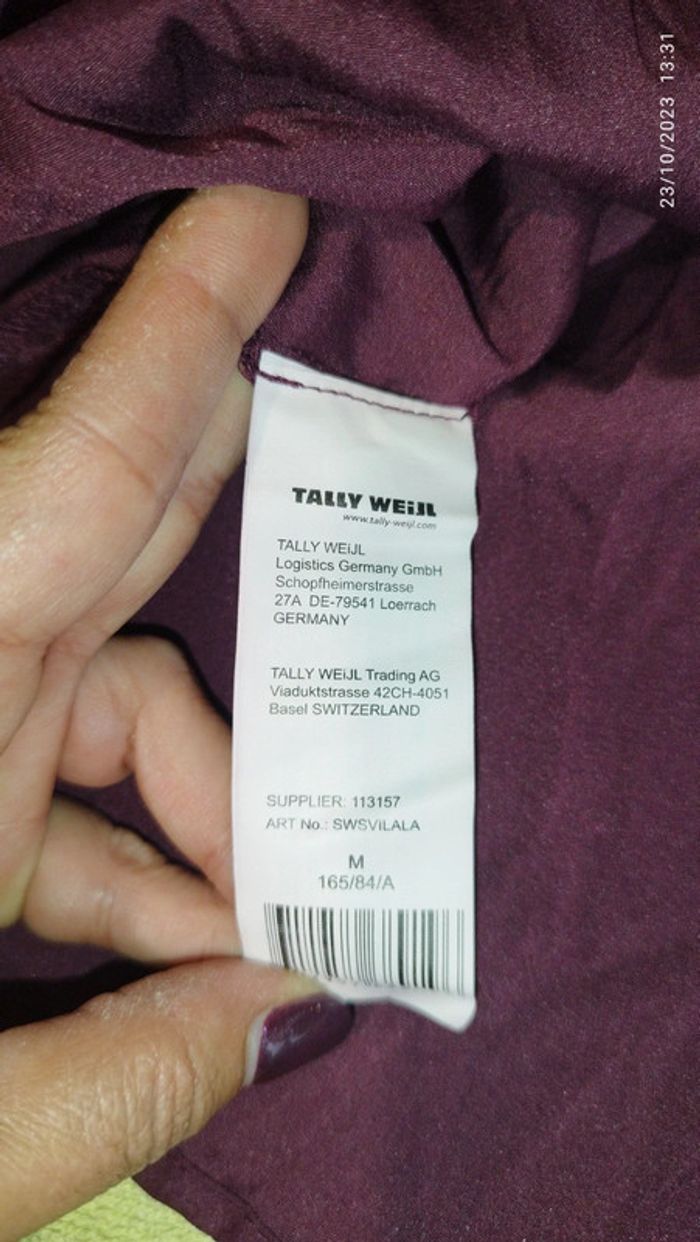 23/10/2023 13:31
TALLY WEiJL
www.tally-weijl.com
TALLY WEiJL
Logistics Germany GmbH
Schopfheimerstrasse
27A DE-79541 Loerrach
GERMANY
TALLY WEiJL Trading AG
Viaduktstrasse 42CH-4051
Basel SWITZERLAND
SUPPLIER: 113157
ART No.: SWSViLALA
M
165/84/A